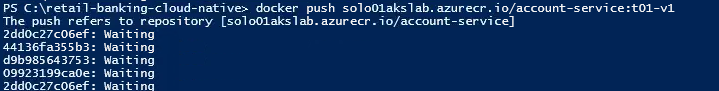 PS C:\retail-banking-cloud-native> docker push solo01akslab.azurecr.io/account-service:t01-v1
The push refers to repository [solo01akslab.azurecr.io/account-service]
2dd0c27c06ef: Waiting
44136fa355b3: Waiting
d9b985643753: Waiting
09923199ca0e: Waiting
2dd0c27c06ef: Waiting